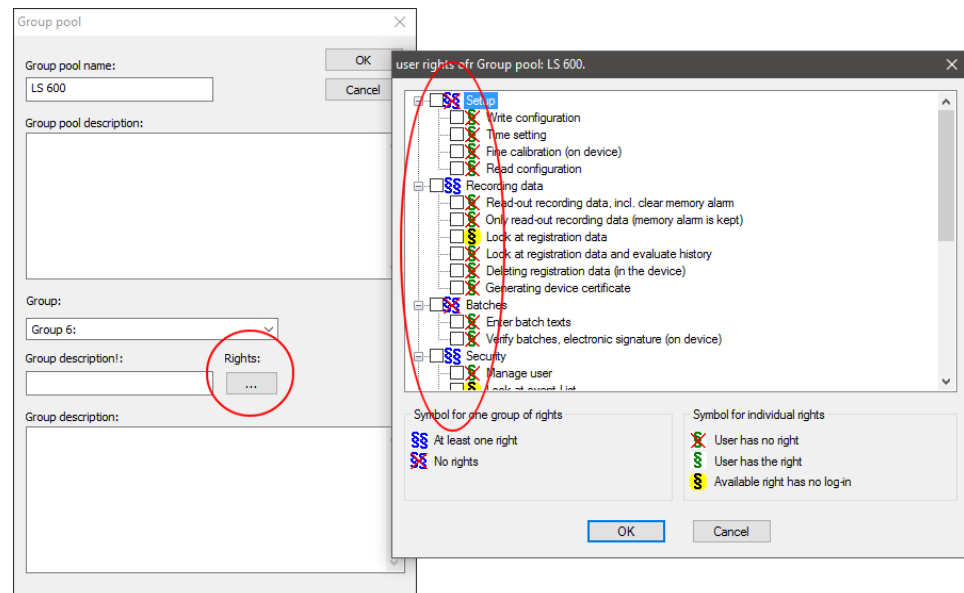 Group pool
Group pool name:
OK
LS 600
Cancel
Group pool description:
Group:
Group 6:
Group description!:
Rights:
...
Group description:
user rights ofr Group pool: LS 600.
§§ Setup
§ Write configuration
§ Time setting
§ Fine calibration (on device)
§ Read configuration
§§ Recording data
§ Read-out recording data, incl. clear memory alarm
§ Only read-out recording data (memory alarm is kept)
§ Look at registration data
§ Look at registration data and evaluate history
§ Deleting registration data (in the device)
§ Generating device certificate
§§ Batches
§ Enter batch texts
§ Verify batches, electronic signature (on device)
§§ Security
§ Manage user
§ Look at event List
Symbol for one group of rights
§§ At least one right
§§ No rights
Symbol for individual rights
§ User has no right
§ User has the right
§ Available right has no log-in
OK
Cancel